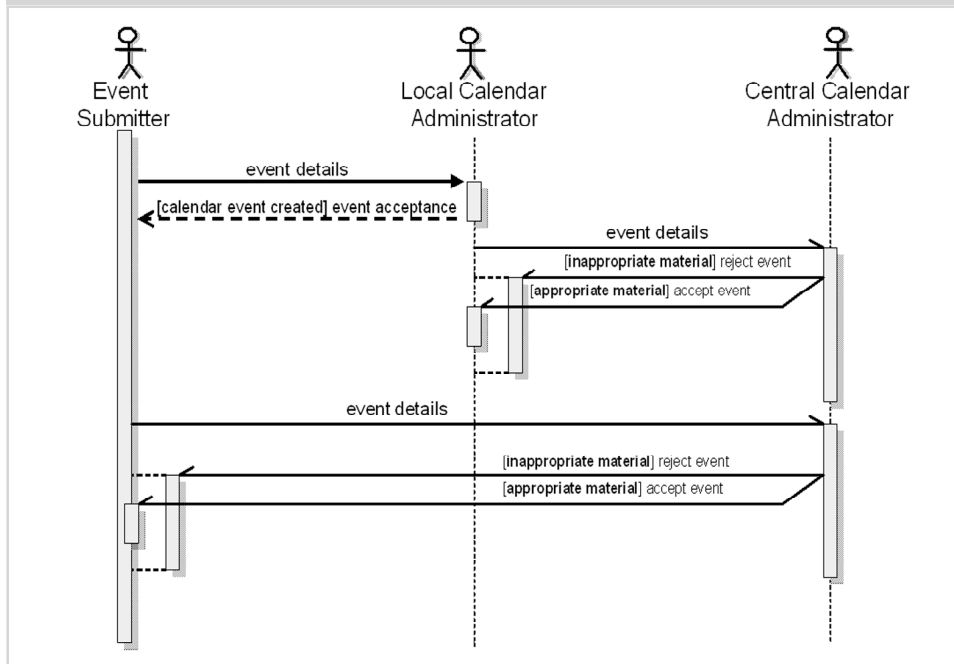 Event
Submitter
Local Calendar
Administrator
Central Calendar
Administrator
event details
[calendar event created] event acceptance
event details
[inappropriate material] reject event
[appropriate material] accept event
event details
[inappropriate material] reject event
[appropriate material] accept event